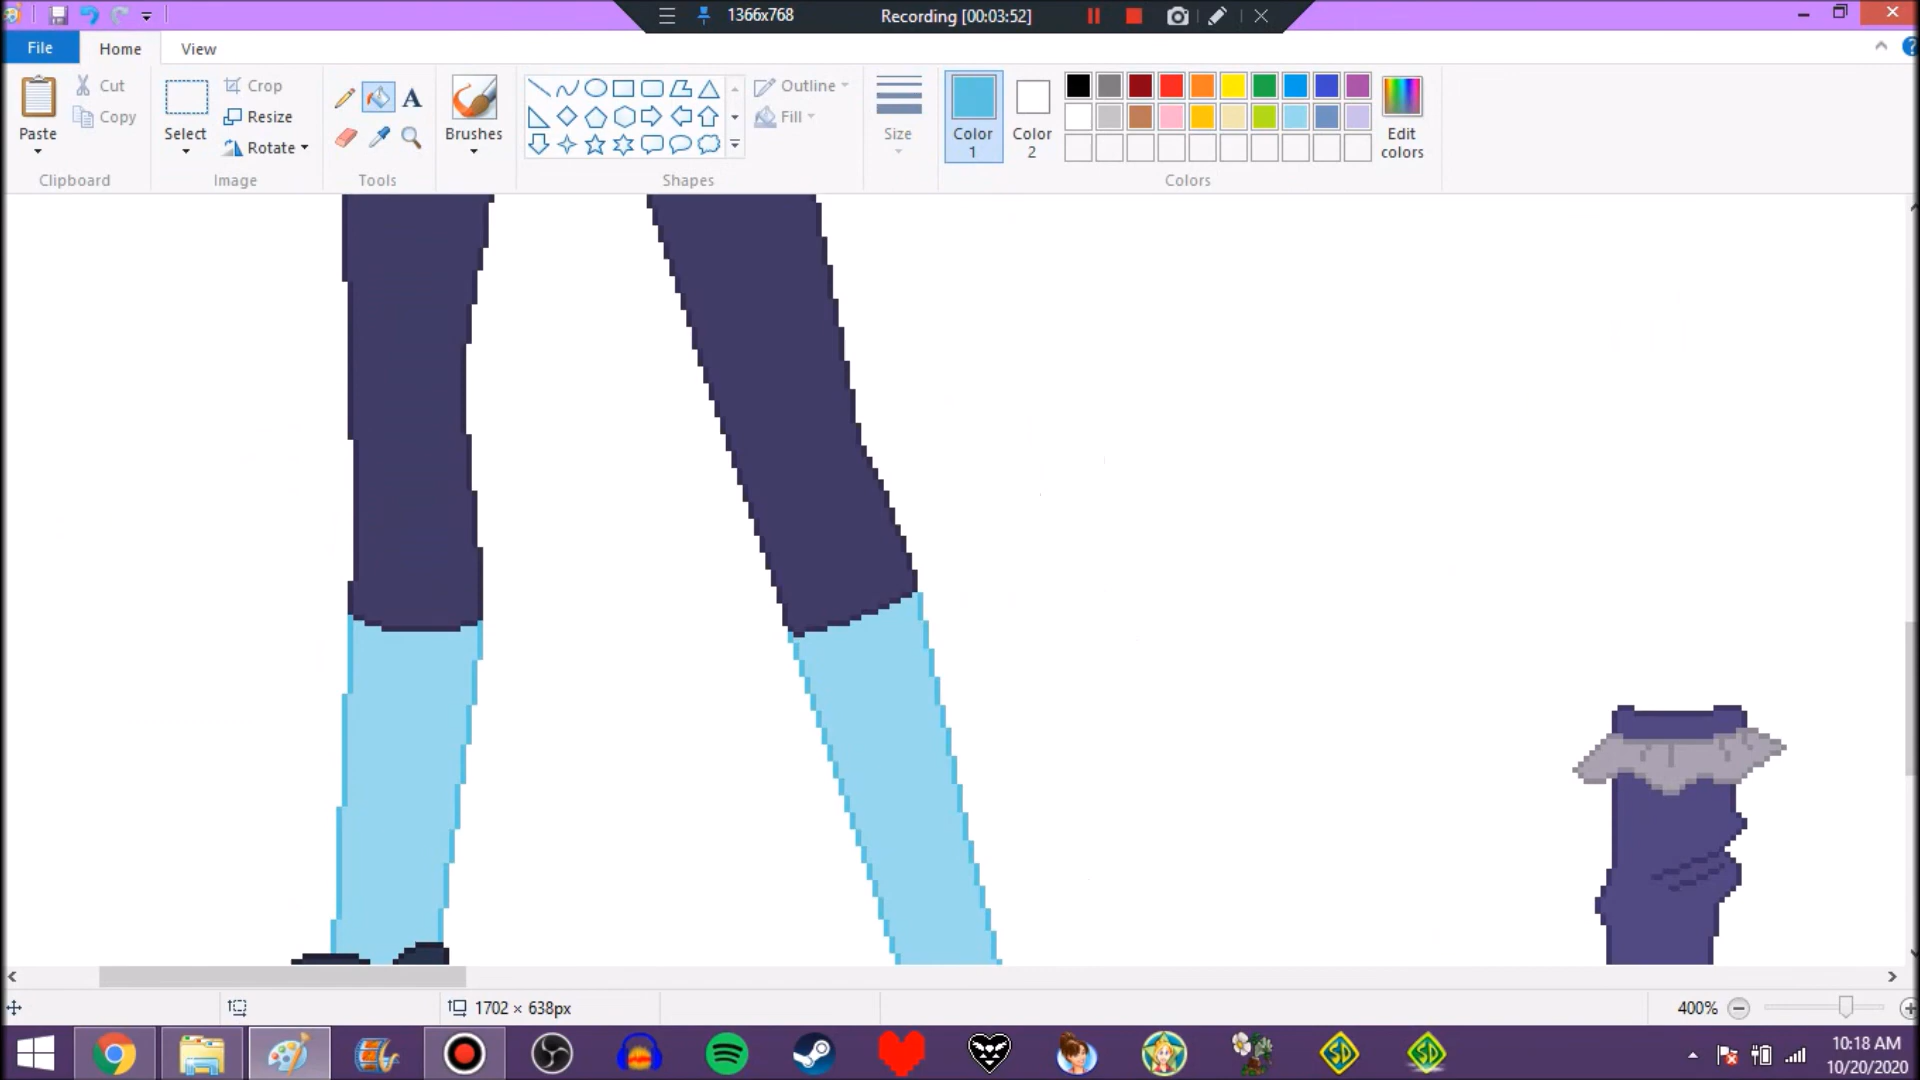 1366x768
Recording [00:03:52]
File
Home
View
Paste
Cut
Copy
Clipboard
Select
Crop
Resize
Rotate
Image
Tools
Brushes
Shapes
Outline
Fill
Size
Color
1
Color
2
Edit
colors
Colors
1702 × 638px
400%
SD
SD
10:18 AM
10/20/2020